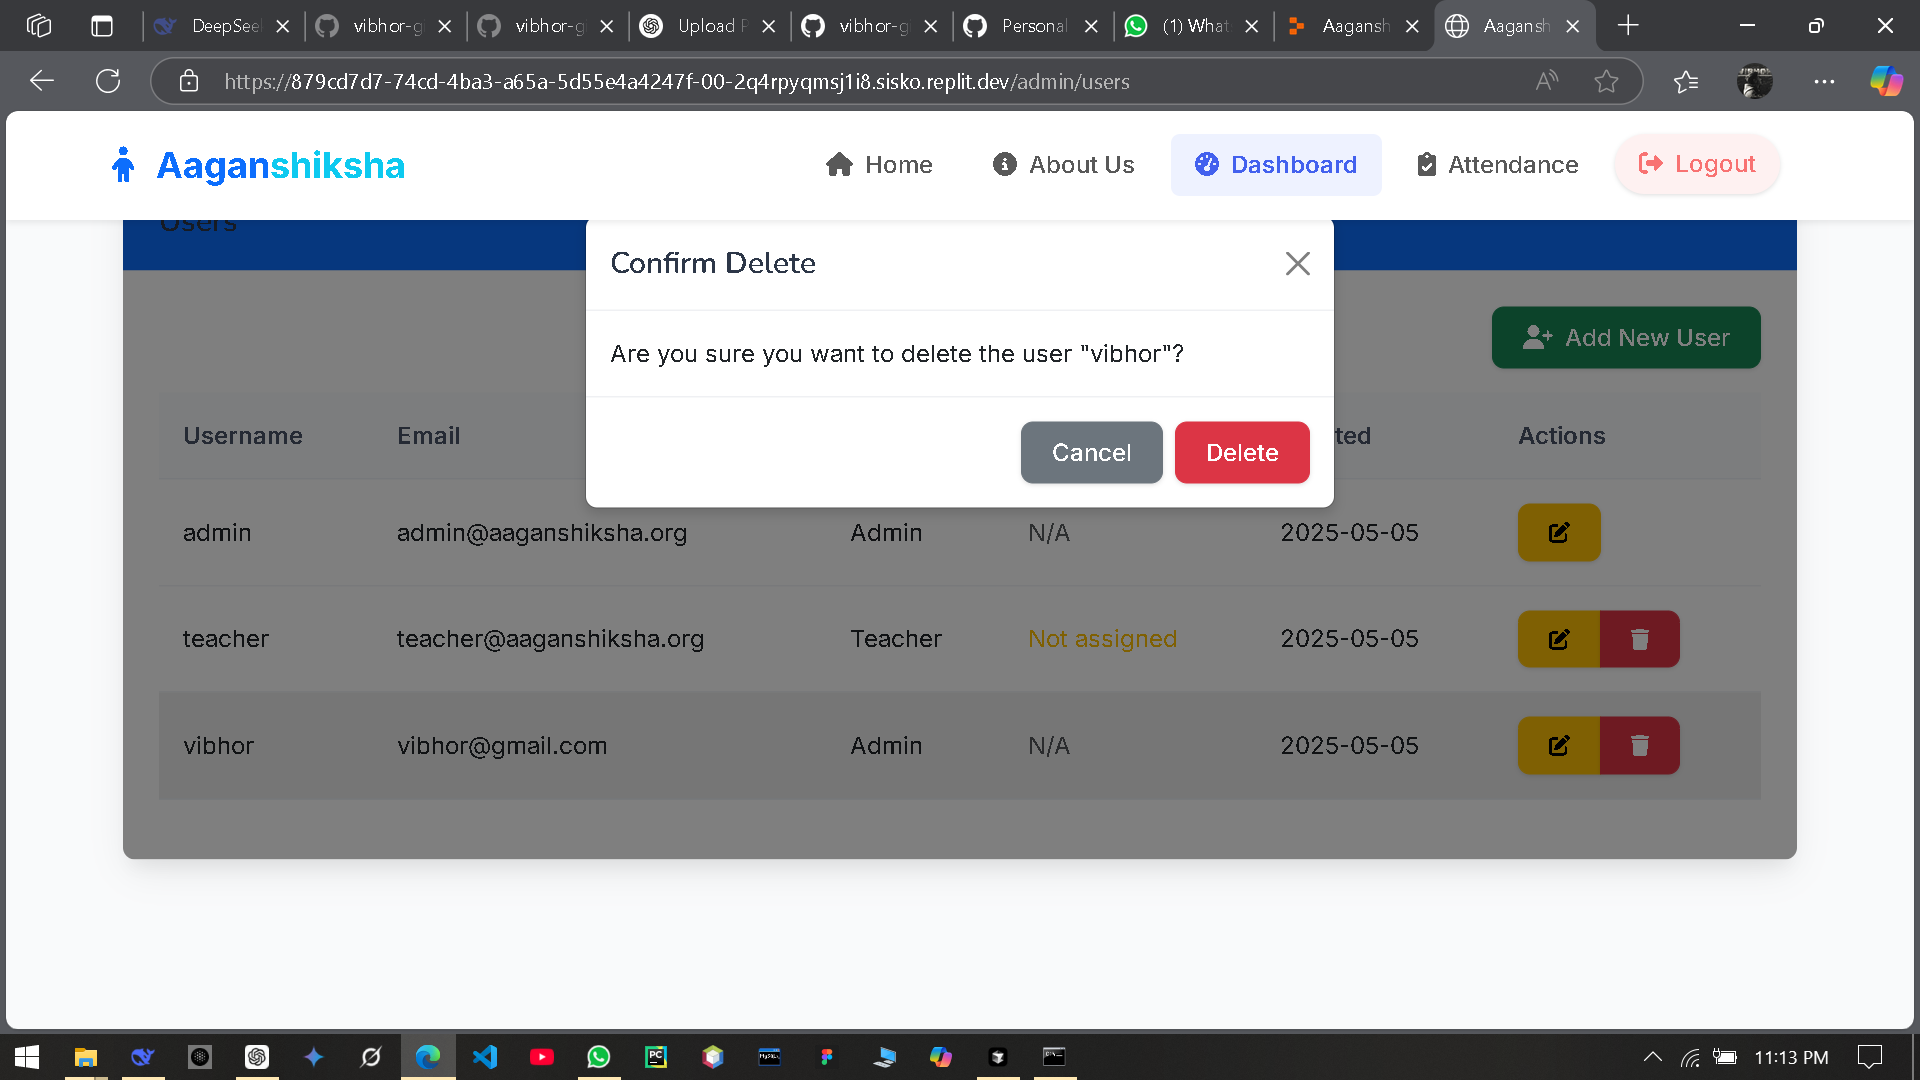 DeepSeek
vibhor-g
vibhor-g
Upload P
vibhor-g
Personal
(1) What
Aagansh
Aagansh
https://879cd7d7-74cd-4ba3-a65a-5d55e4a4247f-00-2q4rpyqmsj1i8.sisko.replit.dev/admin/users
Aaganshiksha
Home
About Us
Dashboard
Attendance
Logout
Users
Confirm Delete
Are you sure you want to delete the user "vibhor"?
Cancel
Delete
Add New User
Username Email ted Actions
admin admin@aaganshiksha.org Admin N/A 2025-05-05
teacher teacher@aaganshiksha.org Teacher Not assigned 2025-05-05
vibhor vibhor@gmail.com Admin N/A 2025-05-05
PC
MySQL
11:13 PM